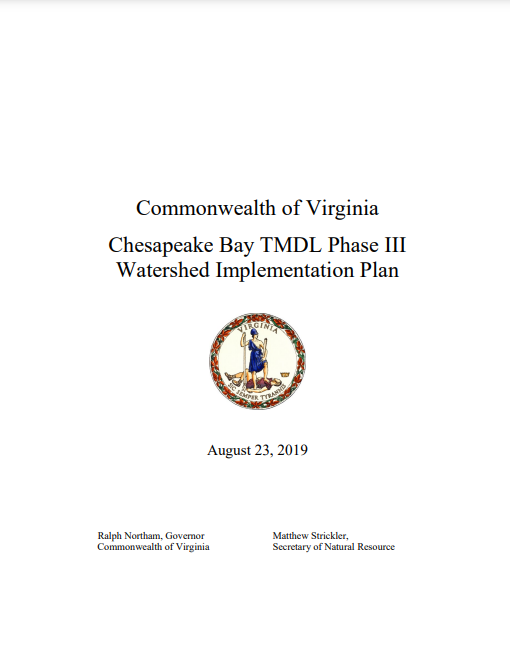 Commonwealth of Virginia
Chesapeake Bay TMDL Phase III
Watershed Implementation Plan
VIRGINIA
SIC SEMPER TYRANNIS
August 23, 2019
Ralph Northam, Governor
Commonwealth of Virginia
Matthew Strickler,
Secretary of Natural Resource